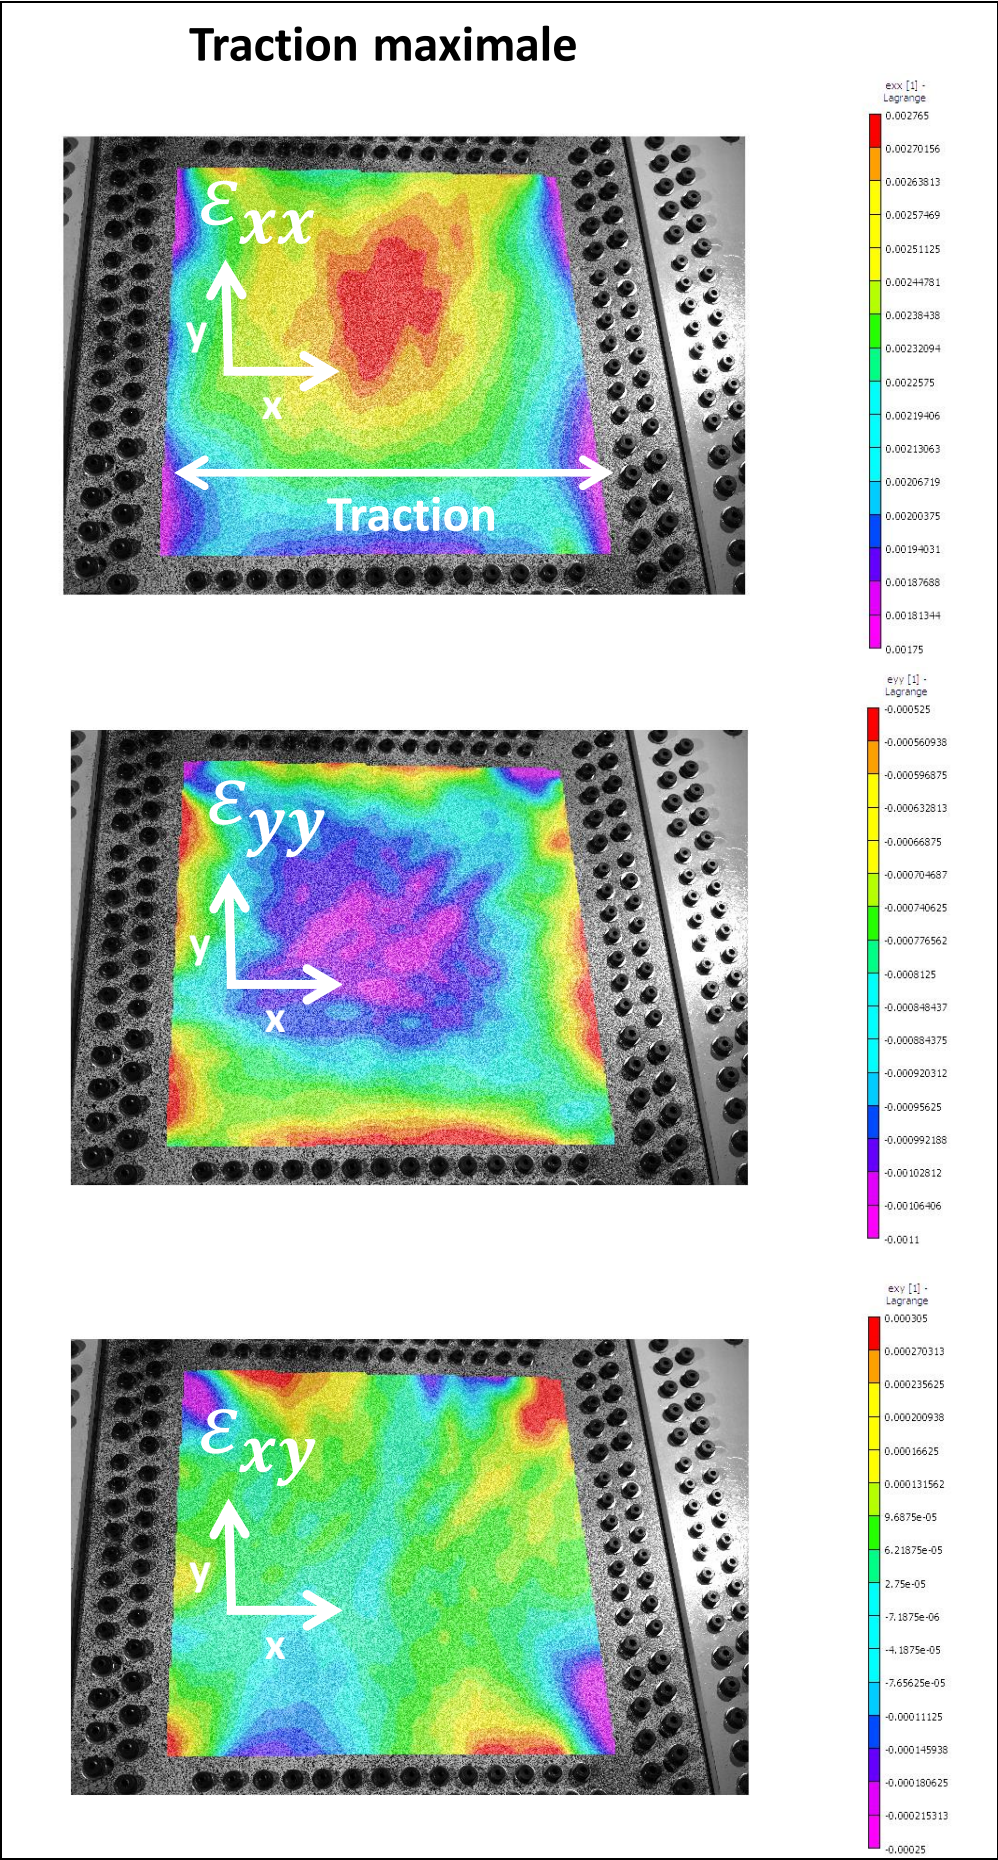 Traction maximale
exx [1] -
Lagrange
0.002765
0.00270156
0.00263813
0.00257469
0.00251125
0.00244781
0.00238438
0.00232094
0.0022575
0.00219406
0.00213063
0.00206719
0.00200375
0.00194031
0.00187688
0.00181344
0.00175
εxx
y
x
Traction
eyy [1] -
Lagrange
-0.000525
-0.000560938
-0.000596875
-0.000632813
-0.00066875
-0.000704687
-0.000740625
-0.000776562
-0.0008125
-0.000848437
-0.000884375
-0.000920312
-0.00095625
-0.000992188
-0.00102812
-0.00106406
-0.0011
εyy
y
x
exy [1] -
Lagrange
0.000305
0.000270313
0.000235625
0.000200938
0.00016625
0.000131562
9.6875e-05
6.21875e-05
2.75e-05
-7.1875e-06
-4.1875e-05
-7.65625e-05
-0.00011125
-0.000145938
-0.000180625
-0.000215313
-0.00025
εxy
y
x